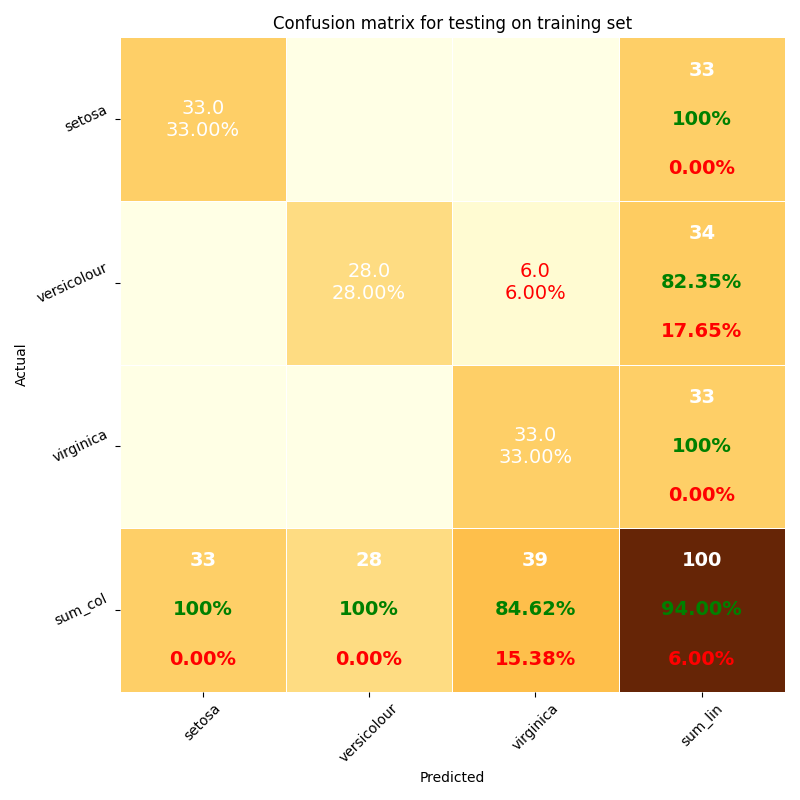 Confusion matrix for testing on training set
setosa
33.0
33.00%
33
100%
0.00%
versicolour
28.0
28.00%
6.0
6.00%
34
82.35%
17.65%
Actual
virginica
33.0
33.00%
33
100%
0.00%
sum_col
33
100%
0.00%
28
100%
0.00%
39
84.62%
15.38%
100
94.00%
6.00%
setosa
versicolour
virginica
sum_lin
Predicted